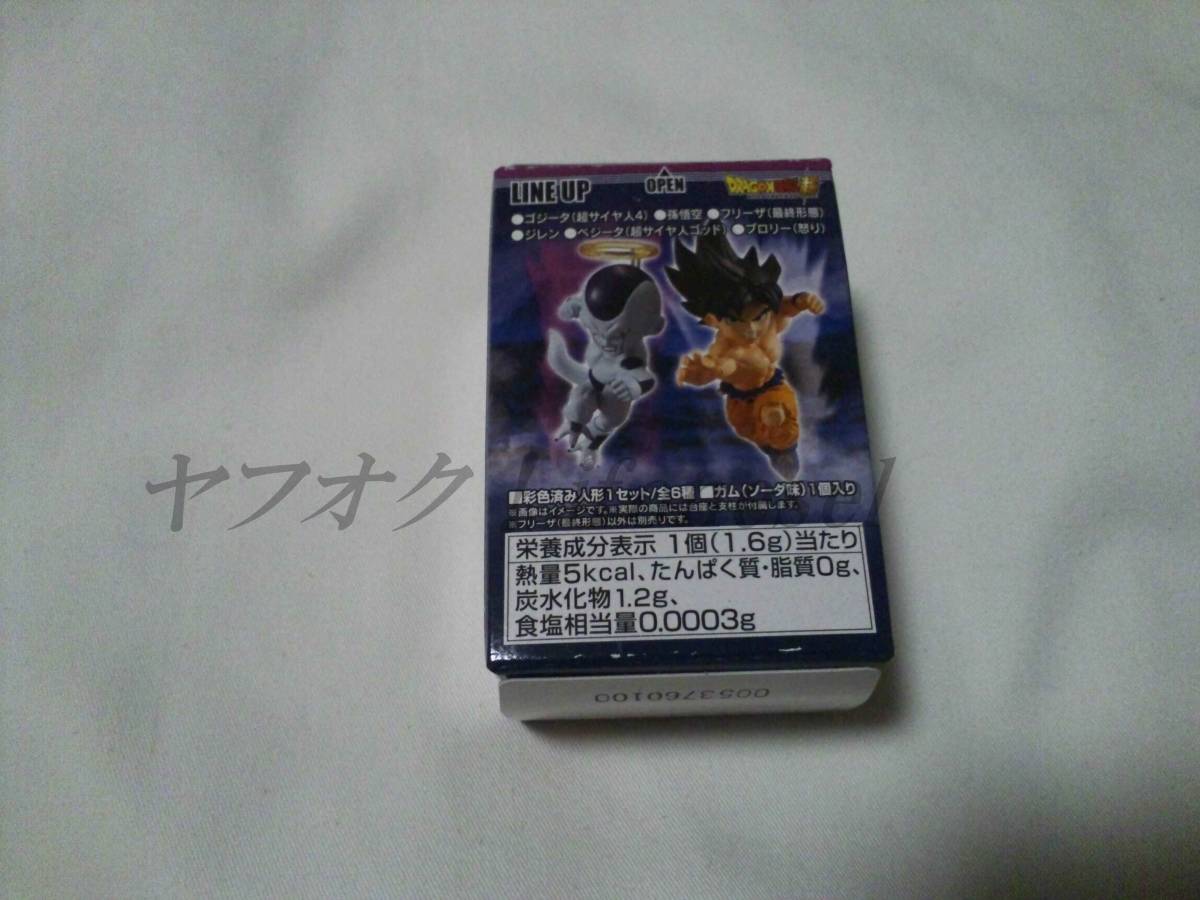 LINE UP
OPEN
DRAGON BALL 超
●ゴジータ(超サイヤ人4) ●孫悟空 ●フリーザ(最終形態)
●ジレン ●ベジータ(超サイヤ人ゴッド) ●ブロリー(怒り)
ヤフオク
■彩色済み人形1セット/全6種 ■ガム(ソーダ味)1個入り
※画像はイメージです。※実際の商品には台座と支柱が付属します。
※フリーザ(最終形態)以外は別売りです。
栄養成分表示 1個(1.6g)当たり
熱量5kcal、たんぱく質・脂質0g、
炭水化物1.2g、
食塩相当量0.0003g
0053760100